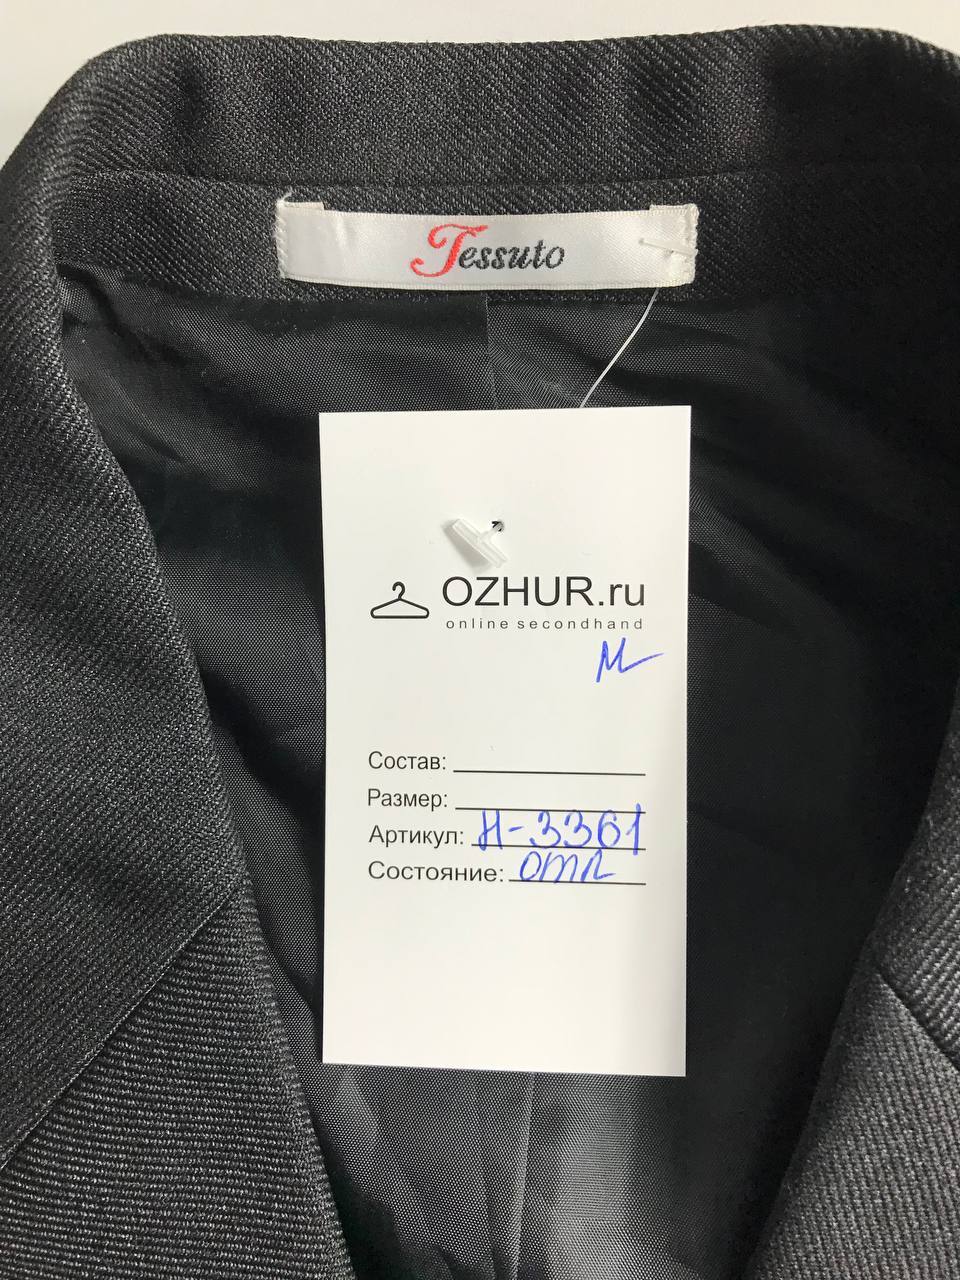 Tessuto
OZHUR.ru
online secondhand
M
Состав:
Размер:
Артикул: Н-3361
Состояние: отл